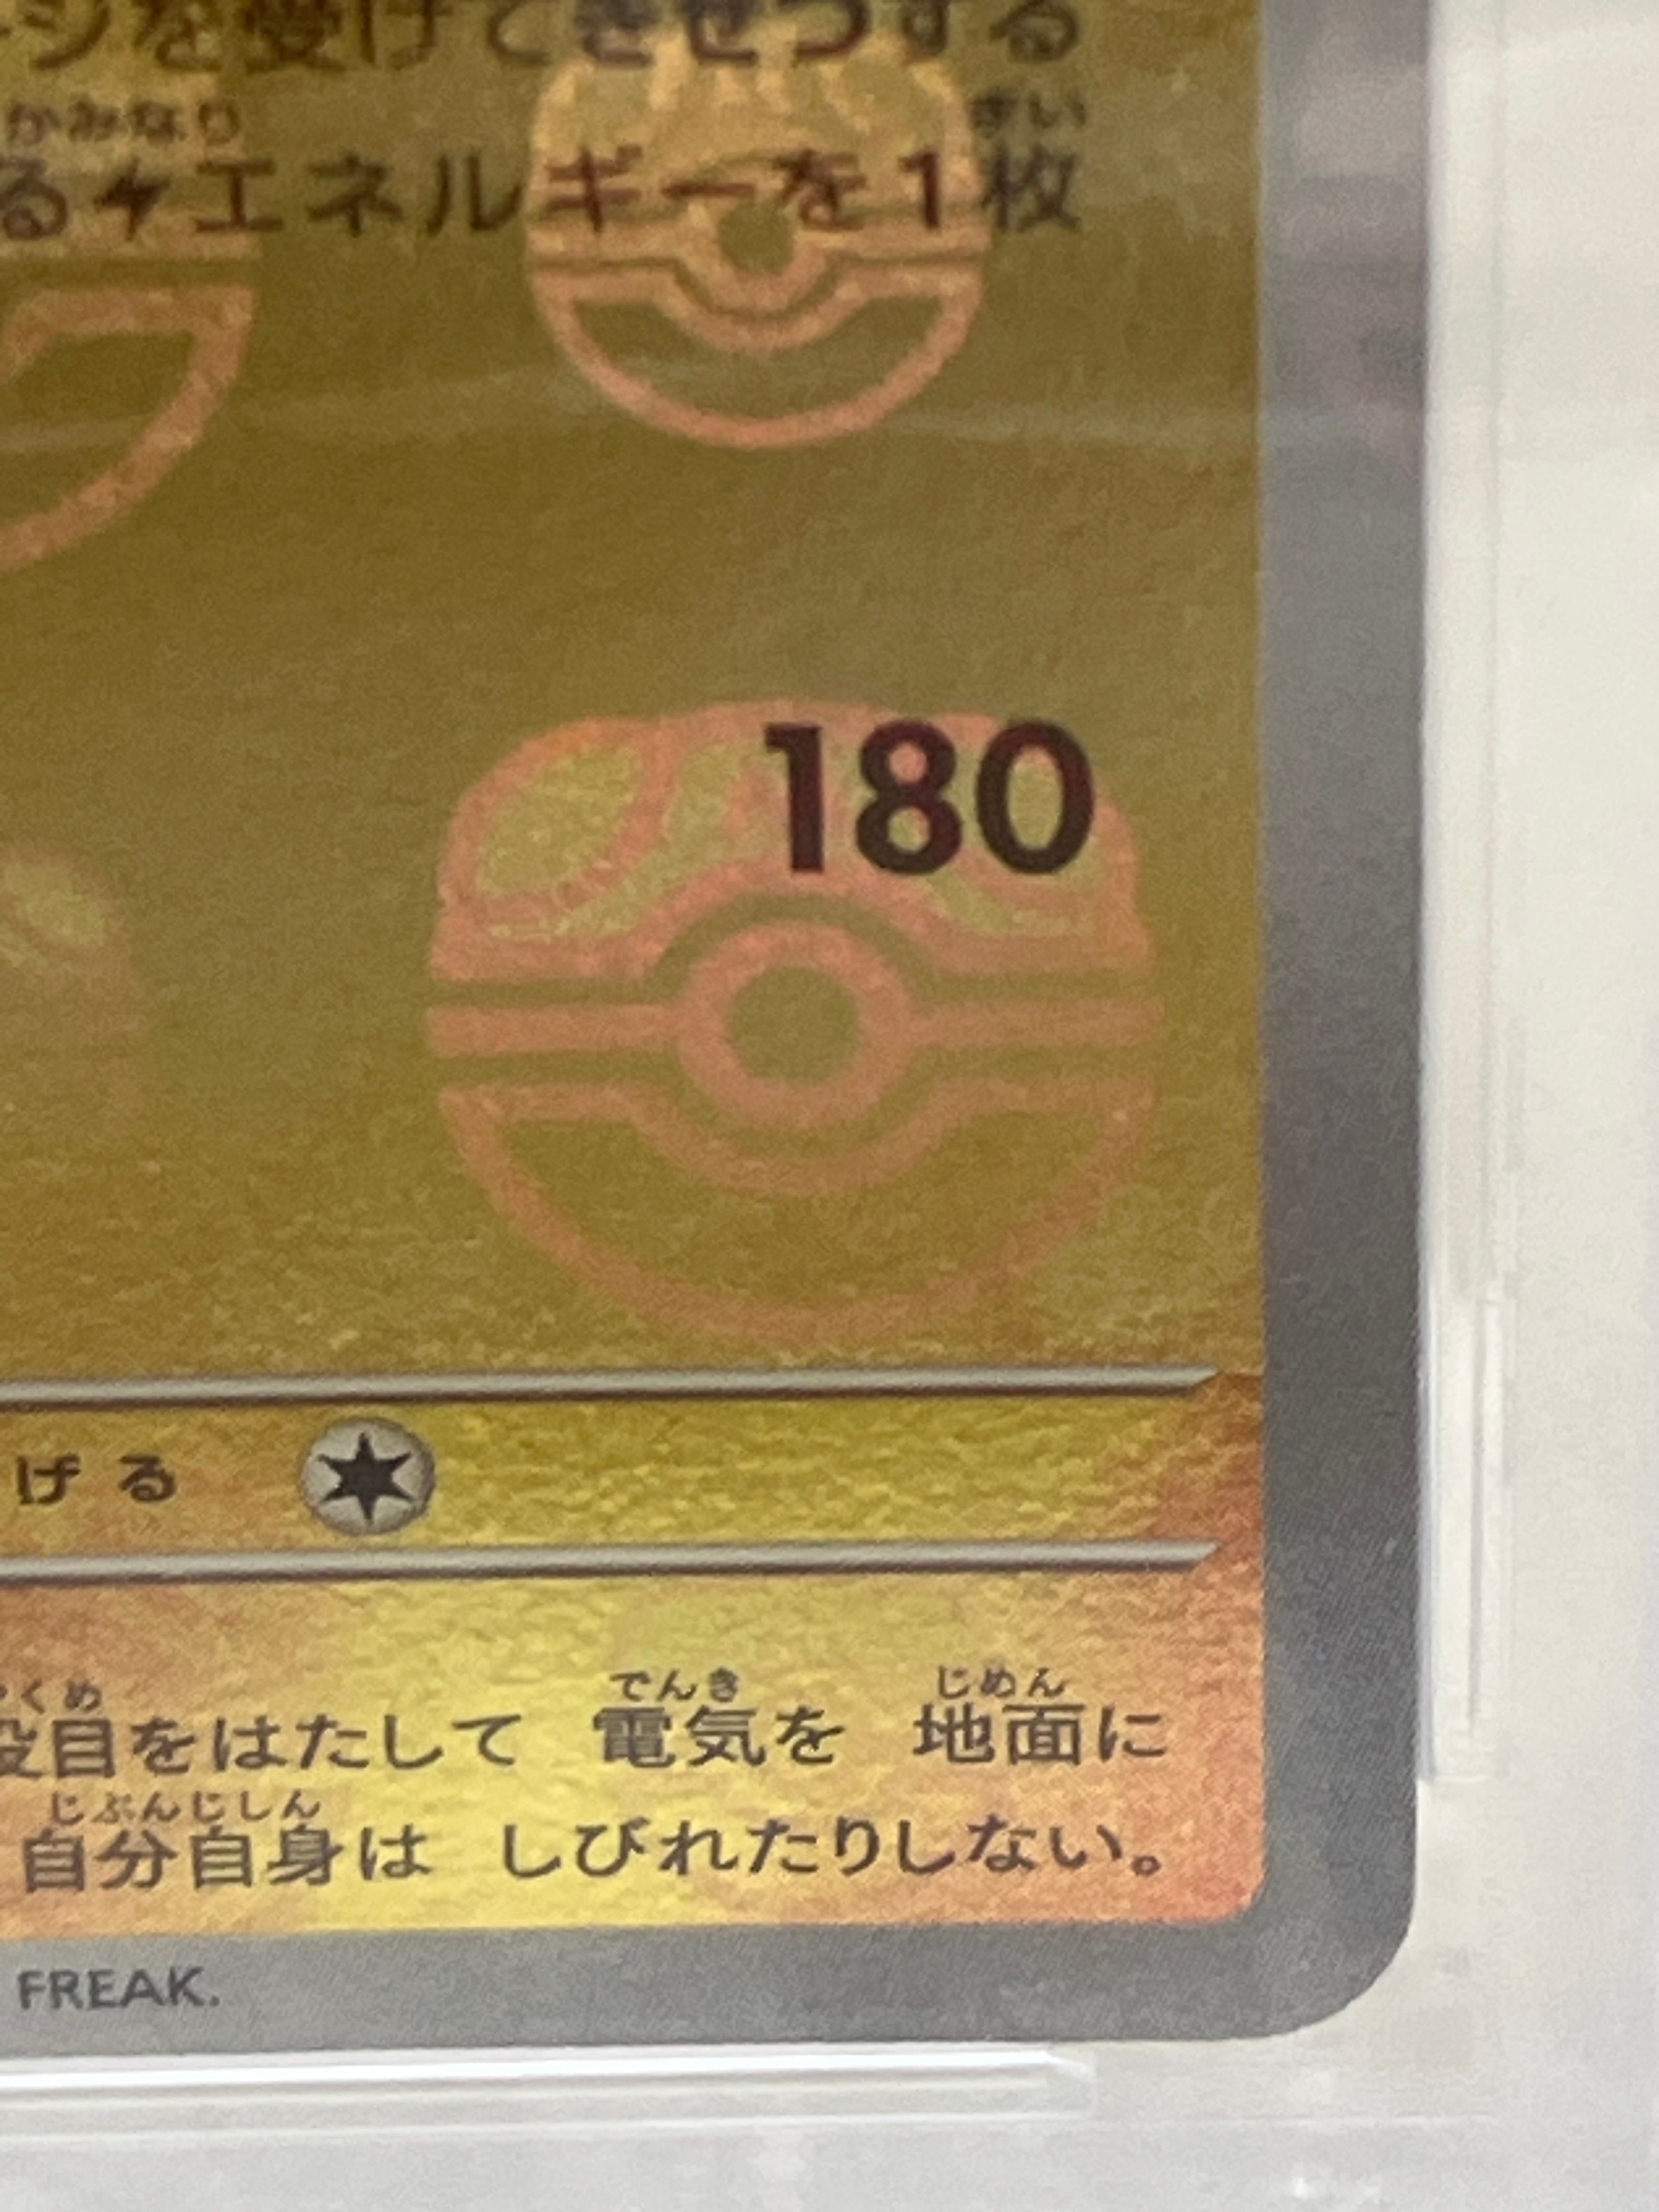 ジを受けてきぜつする
かみなり
まい
るエネルギーを1枚
180
げる
くめ でんき じめん
役目をはたして 電気を 地面に
じぶんじしん
自分自身は しびれたりしない。
FREAK.